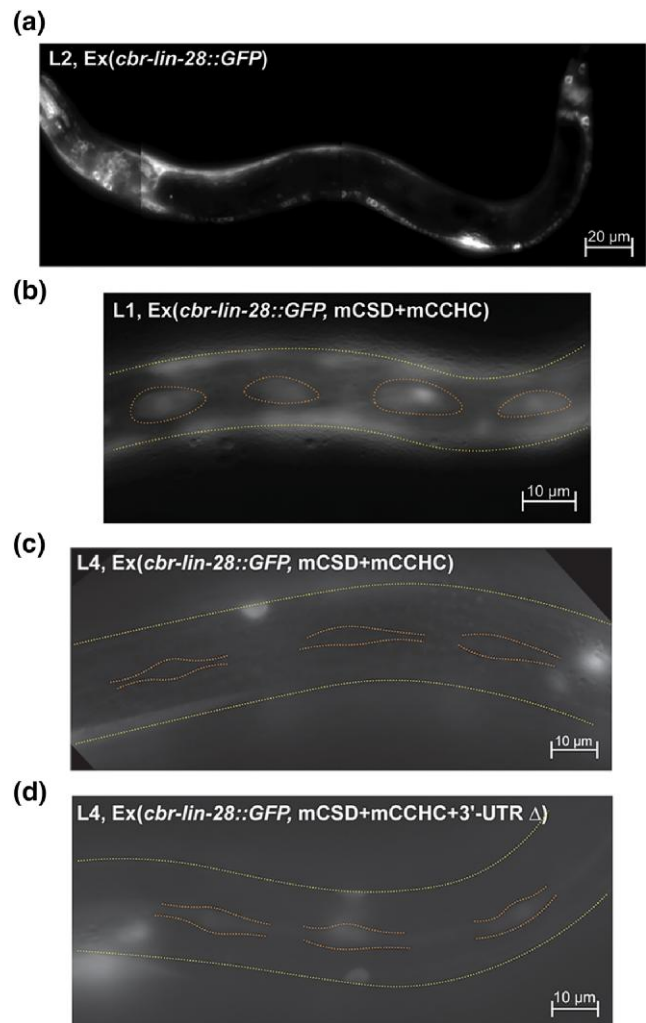 (a)
L2, Ex(cbr-lin-28::GFP)
20 µm
(b)
L1, Ex(cbr-lin-28::GFP, mCSD+mCCHC)
10 µm
(c)
L4, Ex(cbr-lin-28::GFP, mCSD+mCCHC)
10 µm
(d)
L4, Ex(cbr-lin-28::GFP, mCSD+mCCHC+3'-UTR Δ)
10 µm